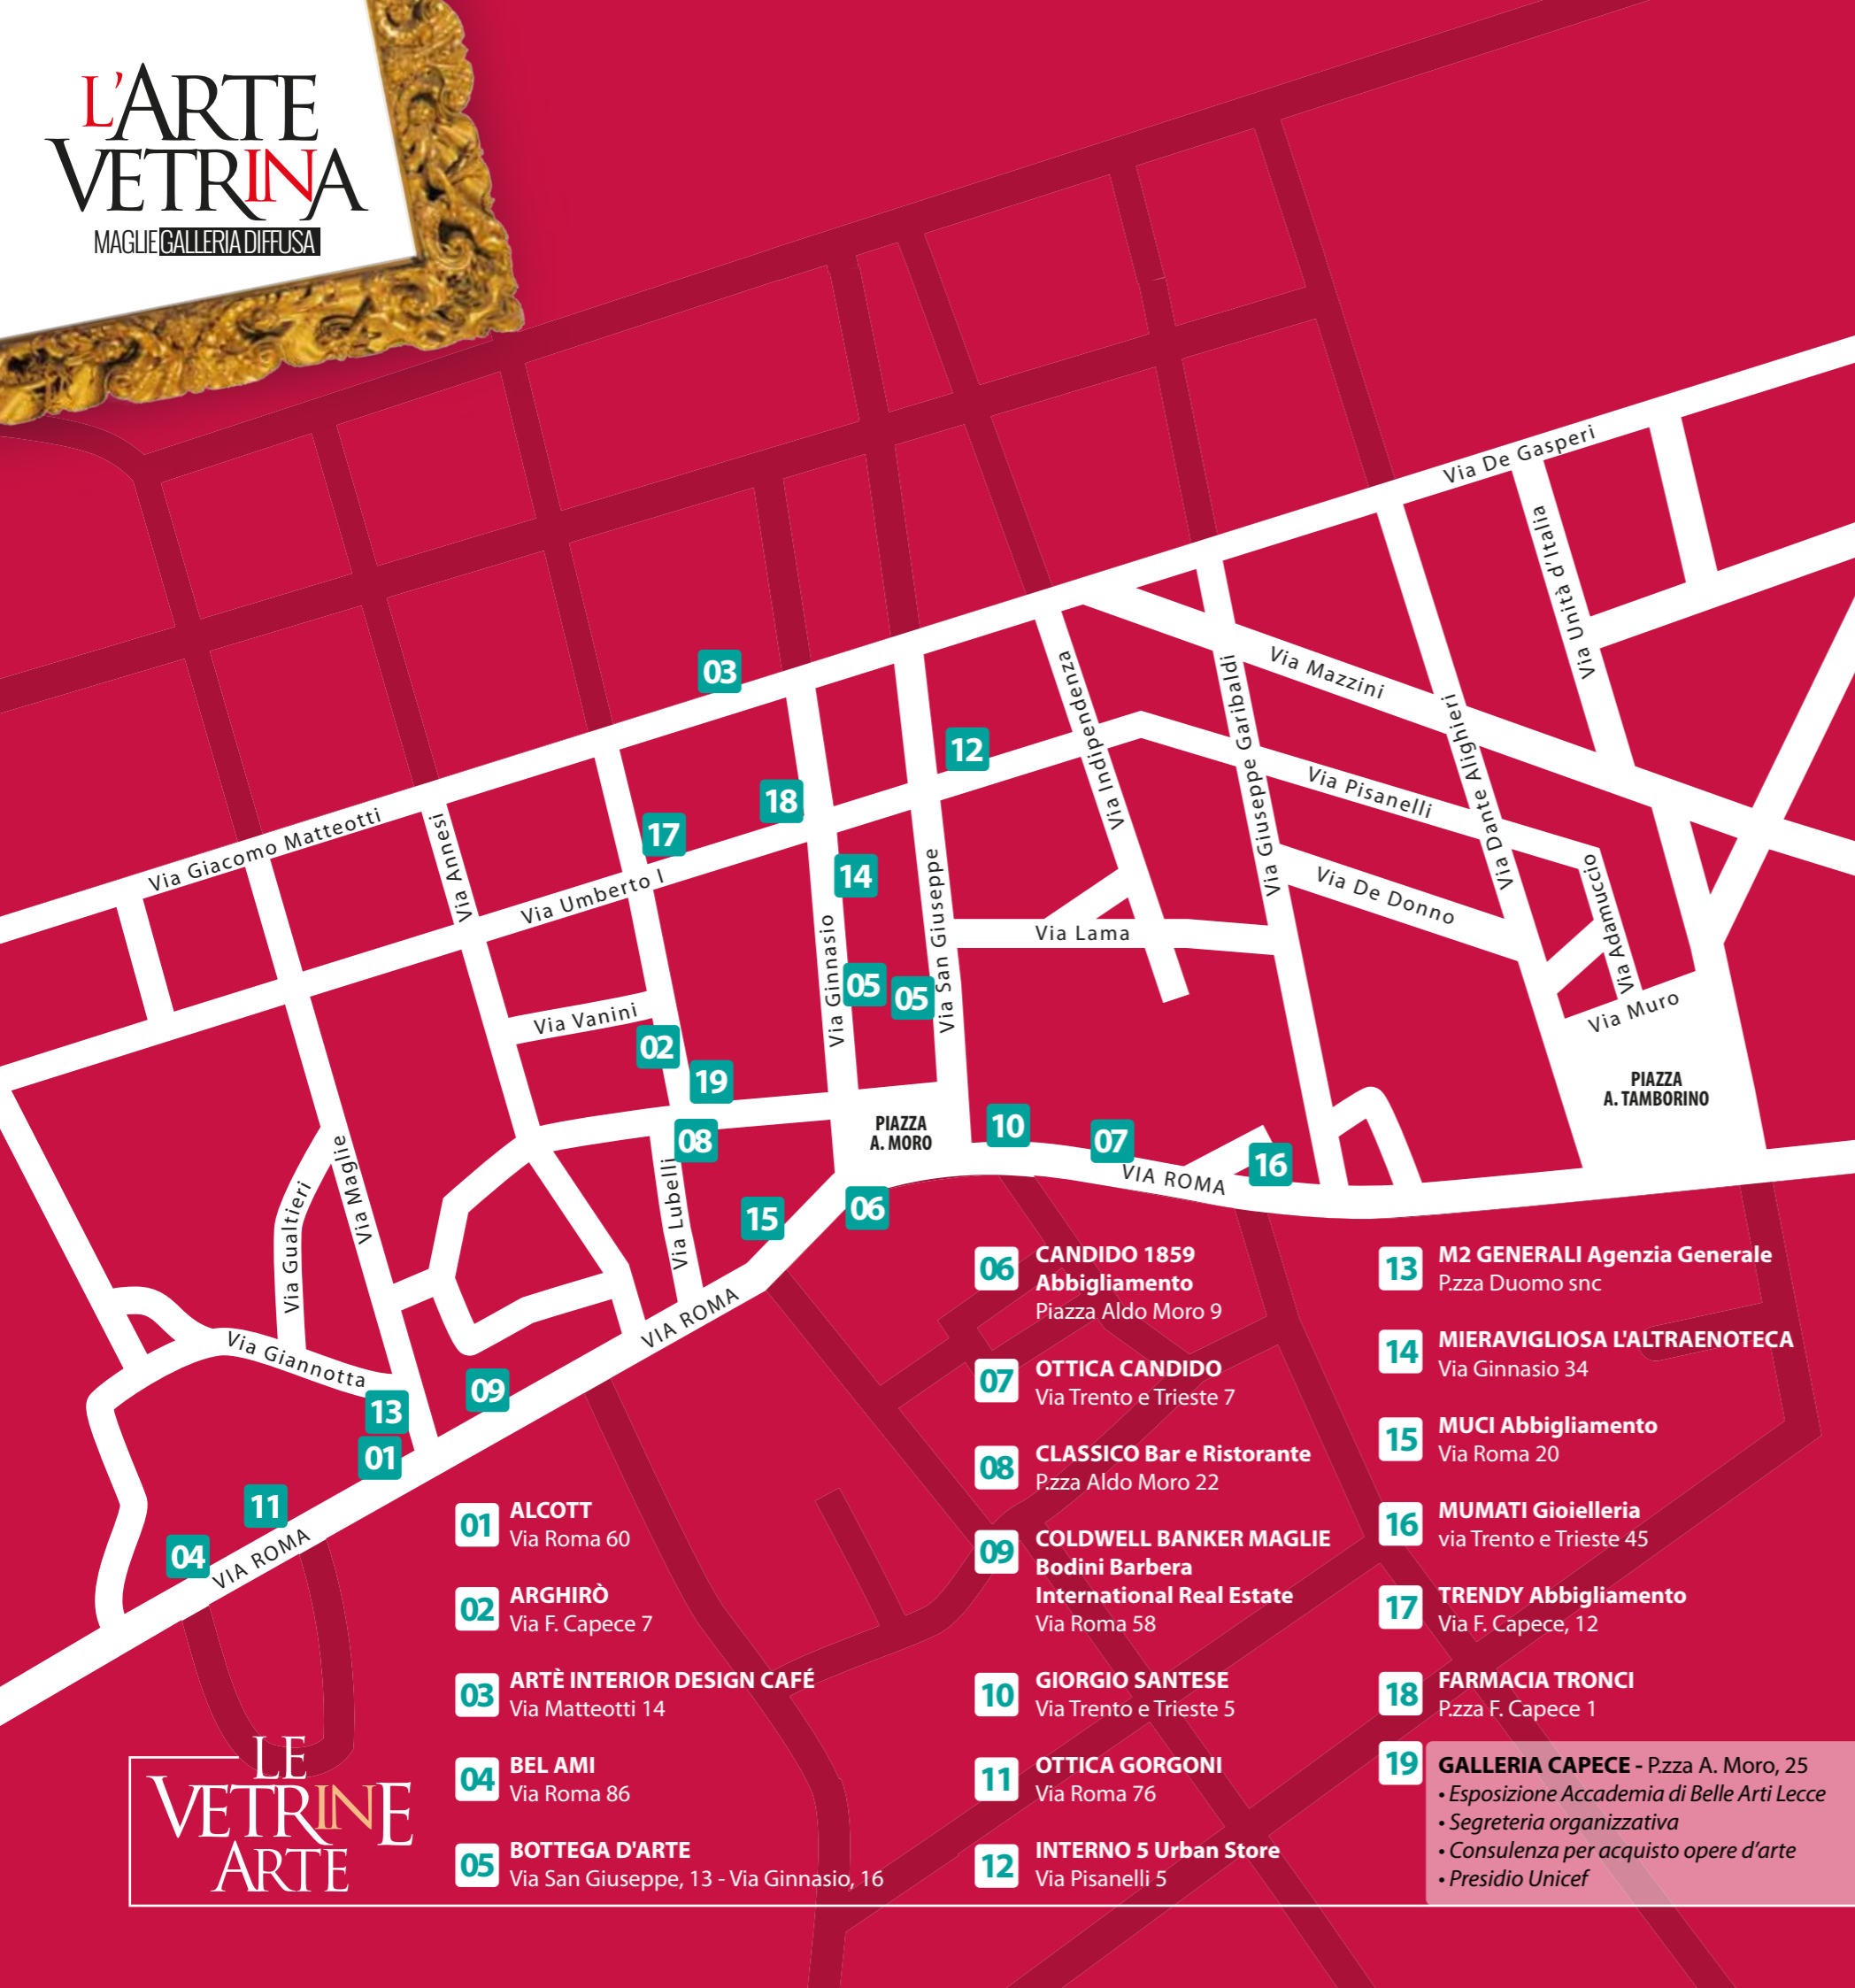 L'ARTE
VETRINA
MAGLIE GALLERIA DIFFUSA
Via De Gasperi
Via Unità d'Italia
Via Mazzini
Via Indipendenza
Via Giuseppe Garibaldi
Via Dante Alighieri
03
12
Via Pisanelli
18
17
Via Giacomo Matteotti
Via Annesi
Via Umberto I
14
Via San Giuseppe
Via De Donno
Via Adamuccio
Via Lama
Via Ginnasio
05
05
Via Vanini
Via Muro
02
19
PIAZZA
A. TAMBORINO
PIAZZA
A. MORO
10
07
08
16
VIA ROMA
Via Maglie
Via Gualtieri
Via Lubelli
15
06
VIA ROMA
Via Giannotta
09
13
01
11
04
VIA ROMA
01
ALCOTT
Via Roma 60
02
ARGHIRÒ
Via F. Capece 7
03
ARTÈ INTERIOR DESIGN CAFÉ
Via Matteotti 14
04
BEL AMI
Via Roma 86
05
BOTTEGA D'ARTE
Via San Giuseppe, 13 - Via Ginnasio, 16
06
CANDIDO 1859
Abbigliamento
Piazza Aldo Moro 9
07
OTTICA CANDIDO
Via Trento e Trieste 7
08
CLASSICO Bar e Ristorante
P.zza Aldo Moro 22
09
COLDWELL BANKER MAGLIE
Bodini Barbera
International Real Estate
Via Roma 58
10
GIORGIO SANTESE
Via Trento e Trieste 5
11
OTTICA GORGONI
Via Roma 76
12
INTERNO 5 Urban Store
Via Pisanelli 5
13
M2 GENERALI Agenzia Generale
P.zza Duomo snc
14
MIERAVIGLIOSA L'ALTRAENOTECA
Via Ginnasio 34
15
MUCI Abbigliamento
Via Roma 20
16
MUMATI Gioielleria
via Trento e Trieste 45
17
TRENDY Abbigliamento
Via F. Capece, 12
18
FARMACIA TRONCI
P.zza F. Capece 1
19
GALLERIA CAPECE - P.zza A. Moro, 25
• Esposizione Accademia di Belle Arti Lecce
• Segreteria organizzativa
• Consulenza per acquisto opere d'arte
• Presidio Unicef
LE
VETRINE
ARTE